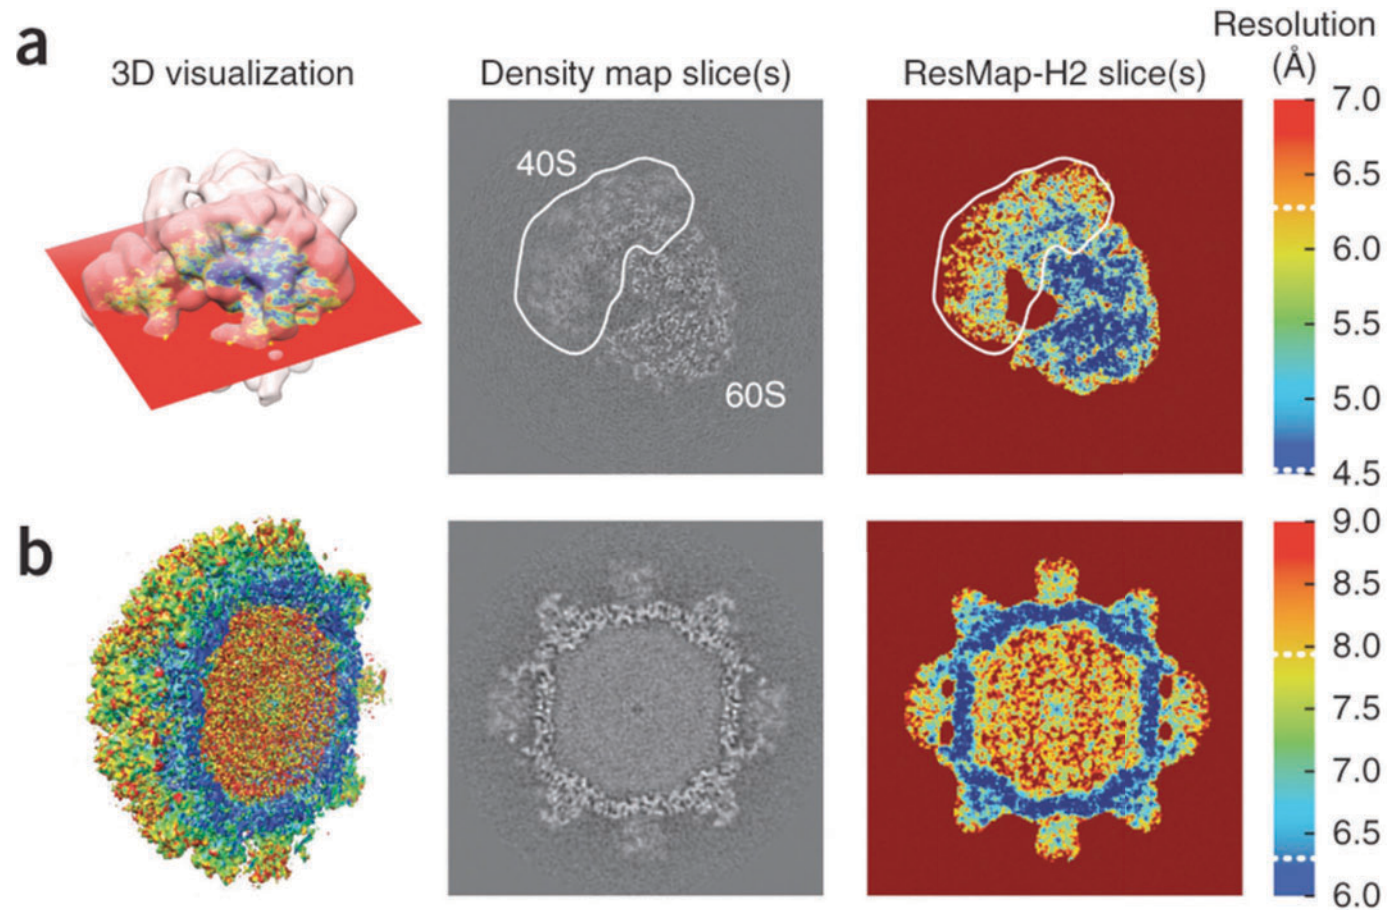 a
3D visualization
Density map slice(s)
ResMap-H2 slice(s)
Resolution
(Å)
40S
60S
7.0
6.5
6.0
5.5
5.0
4.5
b
9.0
8.5
8.0
7.5
7.0
6.5
6.0